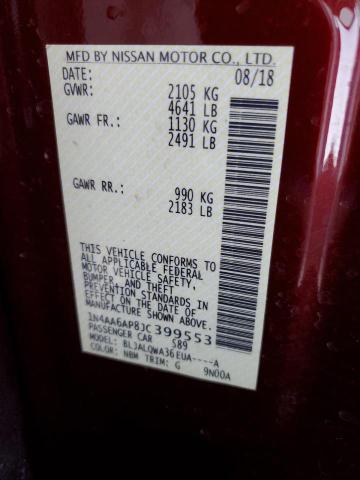 MFD BY NISSAN MOTOR CO., LTD.
DATE: 08/18
GVWR: 2105 KG
4641 LB
GAWR FR.: 1130 KG
2491 LB
GAWR RR.: 990 KG
2183 LB
THIS VEHICLE CONFORMS TO
ALL APPLICABLE FEDERAL
MOTOR VEHICLE SAFETY,
BUMPER AND THEFT
PREVENTION STANDARDS
IN EFFECT ON THE DATE OF
MANUFACTURE SHOWN ABOVE.
1N4AA6AP8JC399553
PASSENGER CAR S89
MODEL: BLJALQWA36EUA----A
COLOR: NBM TRIM: G 9N00A